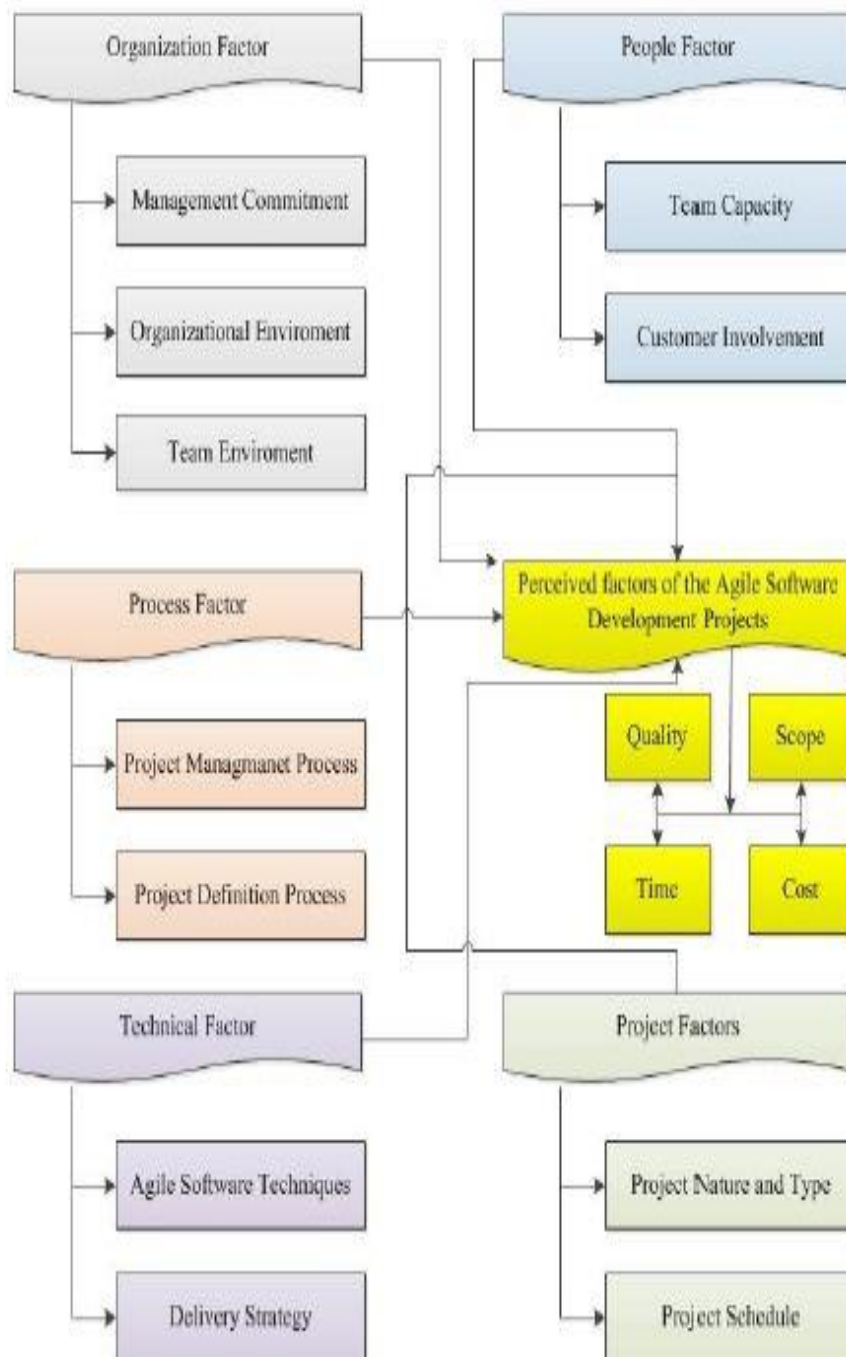 Organization Factor
Management Commitment
Organizational Enviroment
Team Enviroment
People Factor
Team Capacity
Customer Involvement
Process Factor
Project Managmanet Process
Project Definition Process
Perceived factors of the Agile Software
Development Projects
Quality
Scope
Time
Cost
Technical Factor
Agile Software Techniques
Delivery Strategy
Project Factors
Project Nature and Type
Project Schedule